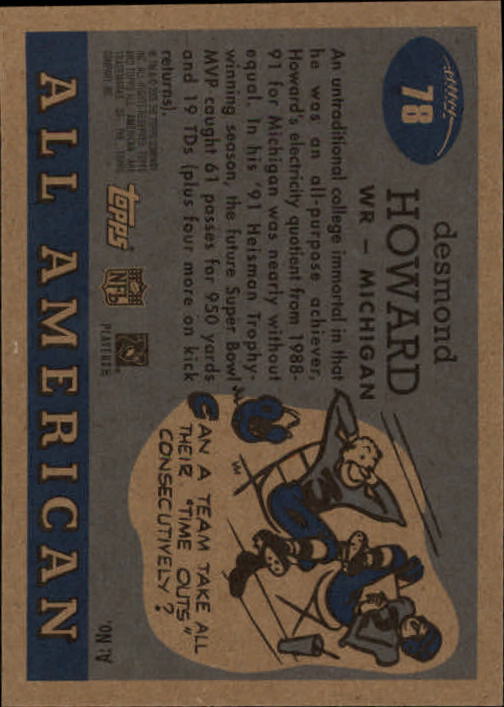 78
desmond
HOWARD
WR – MICHIGAN
An untraditional college immortal in that
he was an all-purpose achiever,
Howard's electricity quotient from 1988-
91 for Michigan was nearly without
equal. In his '91 Heisman Trophy-
winning season, the future Super Bowl
MVP caught 61 passes for 950 yards
and 19 TDs (plus four more on kick
returns).
CAN A TEAM TAKE ALL
THEIR "TIME OUTS"
CONSECUTIVELY?
A: NO.
topps
NFL
PLAYERS
ALL AMERICAN